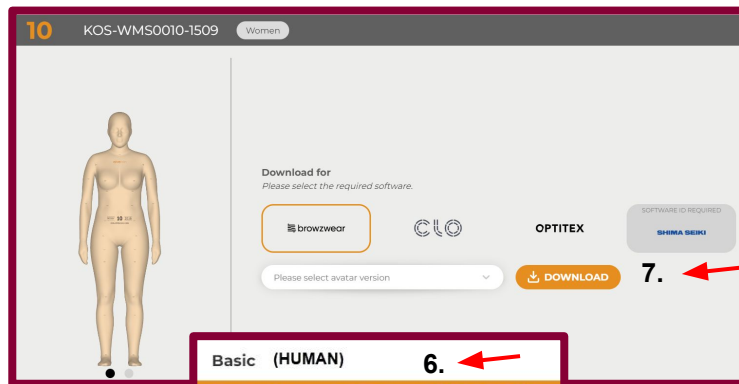 10 KOS-WMS0010-1509 Women
Download for
Please select the required software.
SOFTWARE ID REQUIRED
browzwear CLO OPTITEX SHIMA SEIKI
Please select avatar version DOWNLOAD 7.
10
Basic (HUMAN) 6.